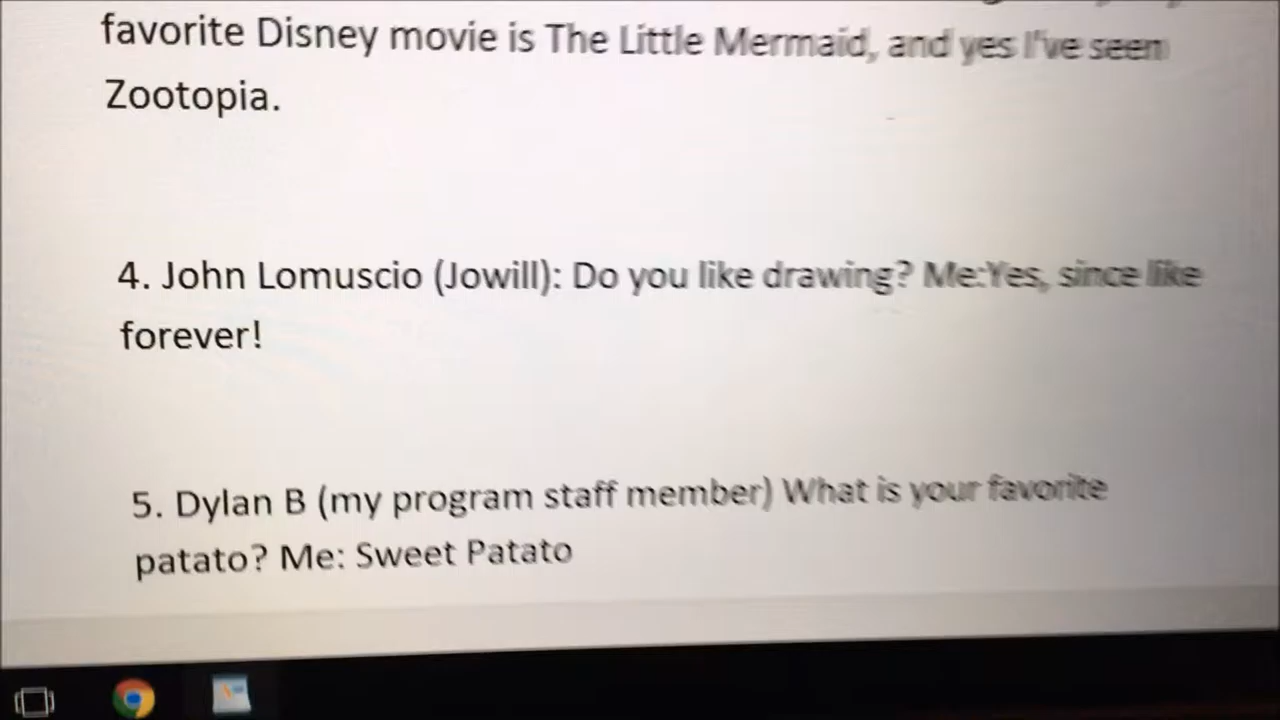 favorite Disney movie is The Little Mermaid, and yes I've seen
Zootopia.
4. John Lomuscio (Jowill): Do you like drawing? Me:Yes, since like
forever!
5. Dylan B (my program staff member) What is your favorite
patato? Me: Sweet Patato